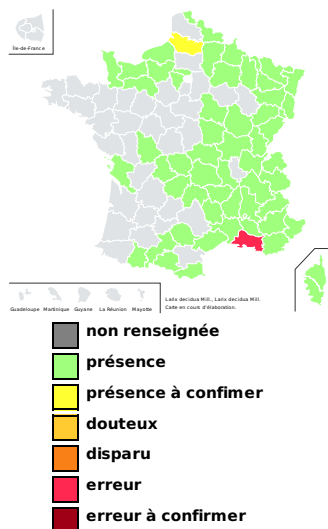 Île-de-France
Guadeloupe Martinique Guyane La Réunion Mayotte
Larix decidua Mill., Larix decidua Mill.
Carte en cours d'élaboration.
non renseignée
présence
présence à confimer
douteux
disparu
erreur
erreur à confirmer